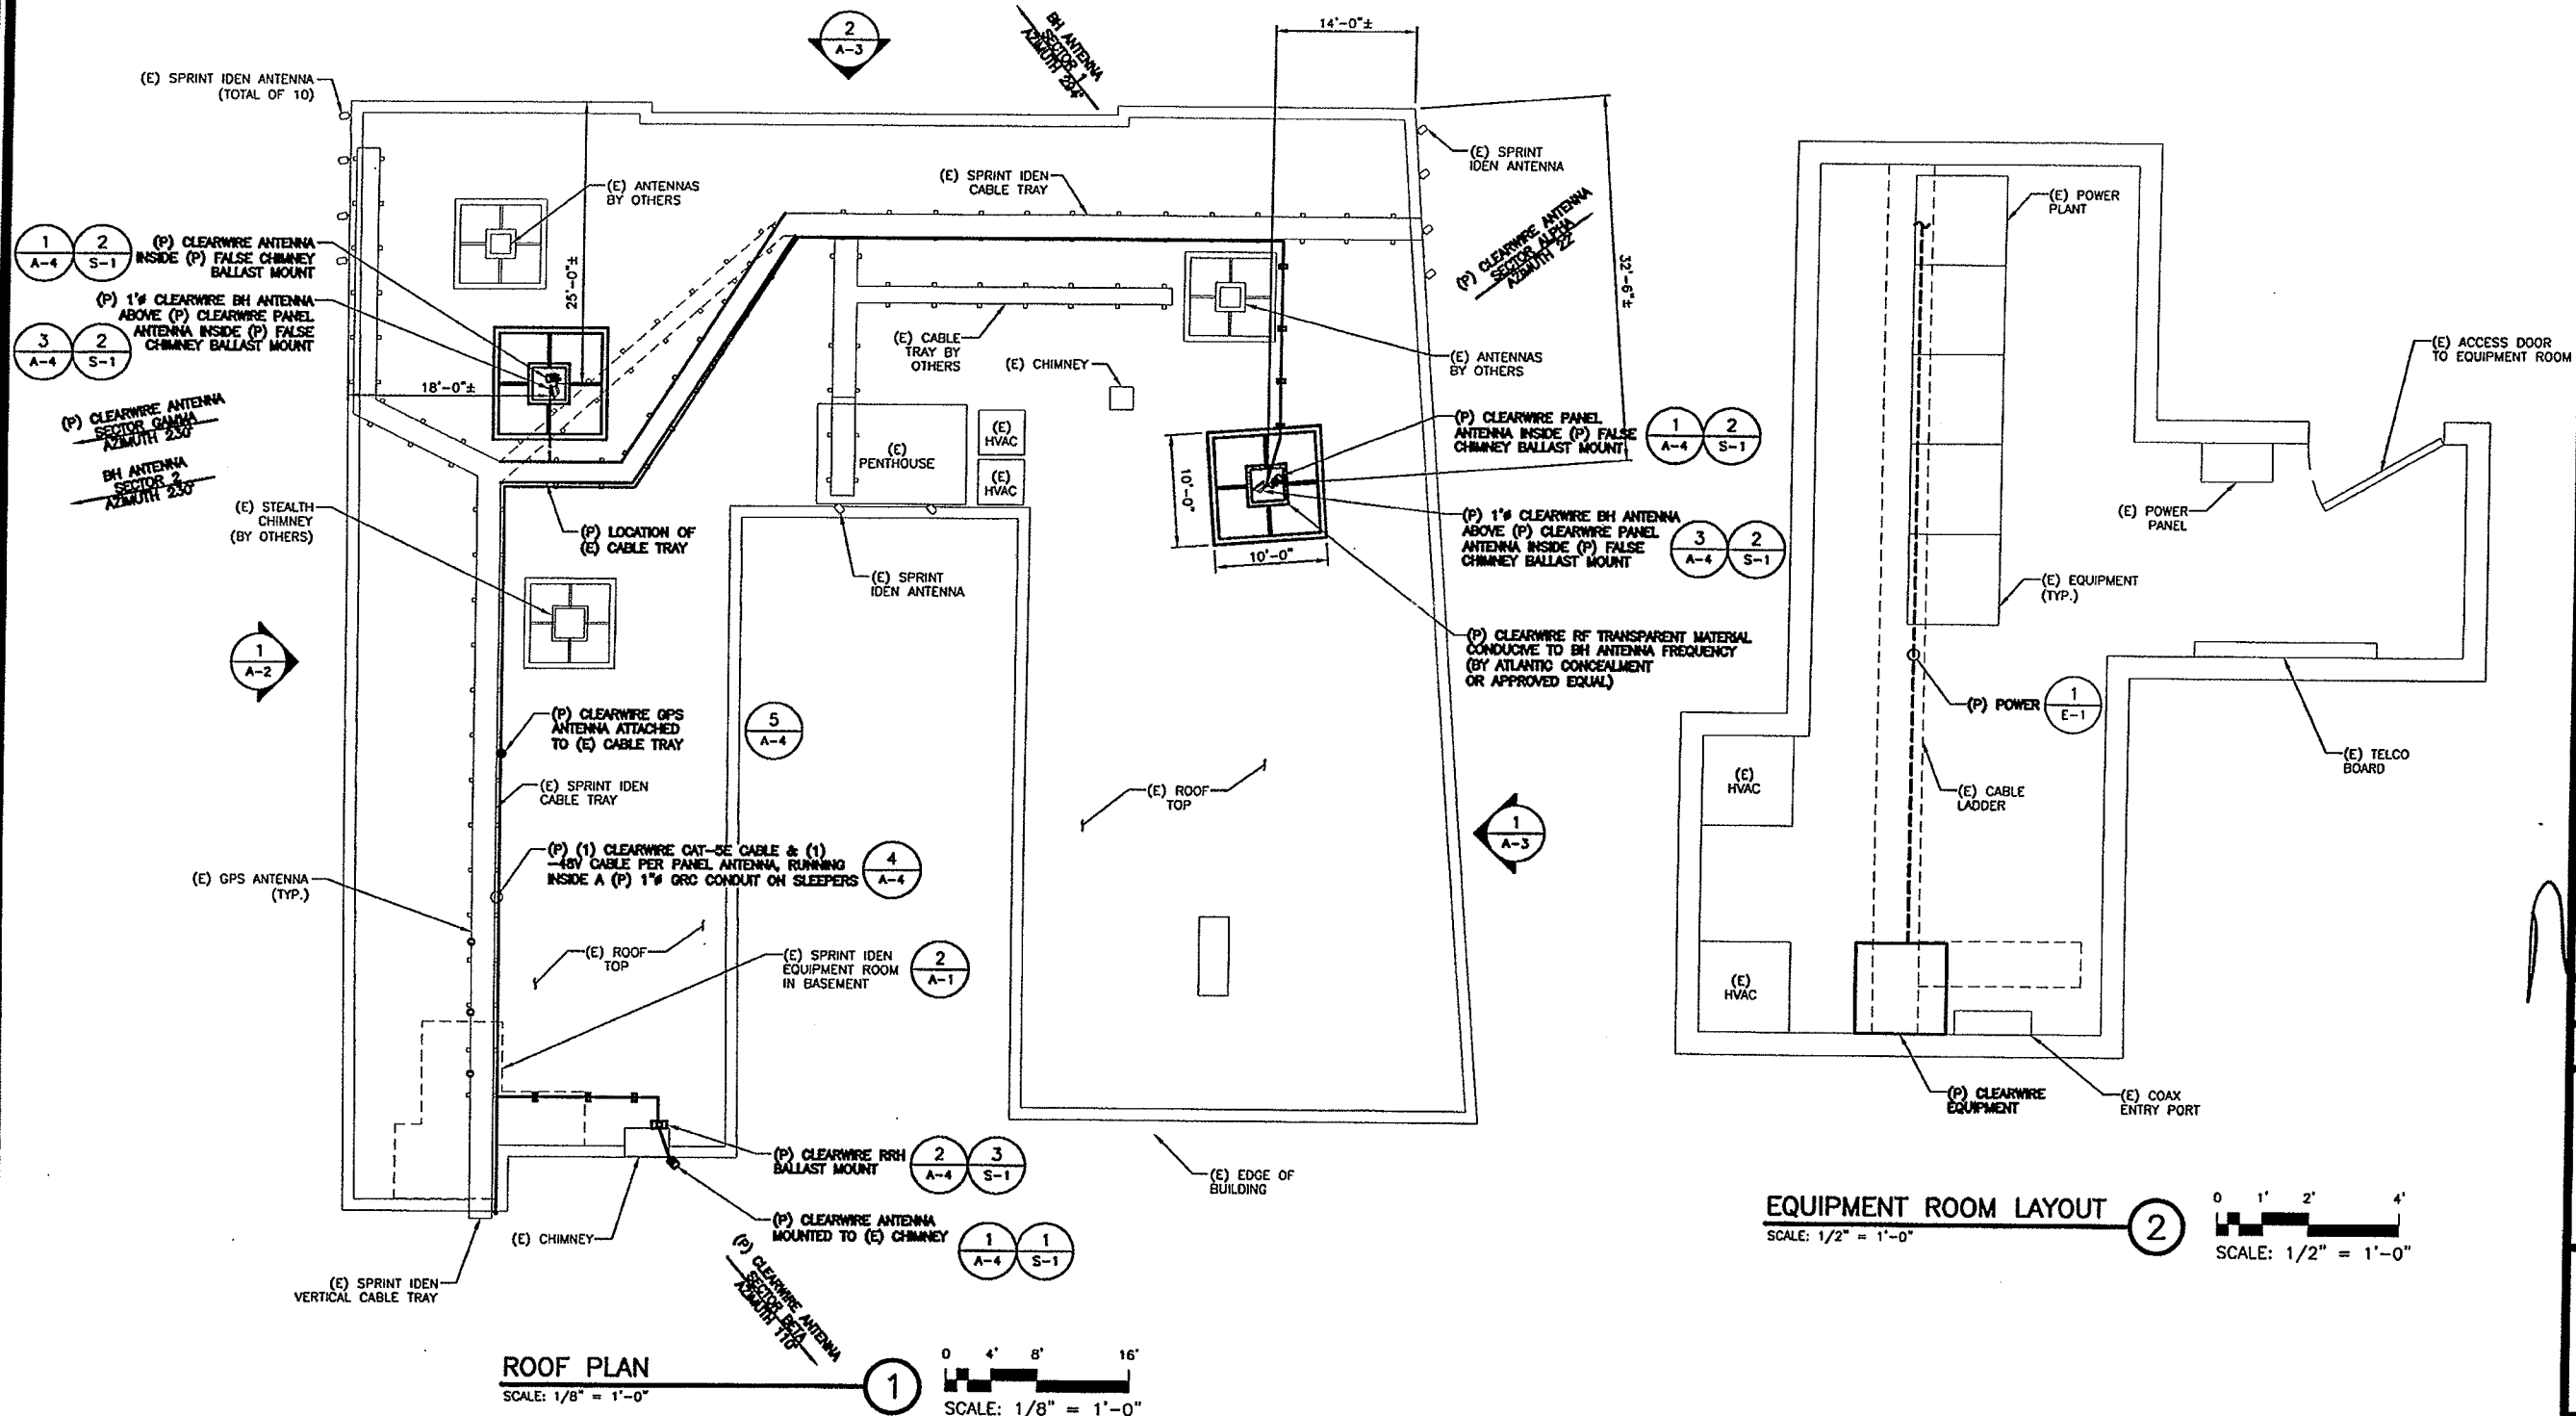 2
A-3
BH ANTENNA
SECTOR 1
AZIMUTH 294°
14'-0"±
(E) SPRINT IDEN ANTENNA
(TOTAL OF 10)
(E) SPRINT
IDEN ANTENNA
(E) ANTENNAS
BY OTHERS
(E) SPRINT IDEN
CABLE TRAY
(P) CLEARWIRE ANTENNA
SECTOR ALPHA
AZIMUTH 22°
32'-6"±
25'-0"±
1
A-4
2
S-1
(P) CLEARWIRE ANTENNA
INSIDE (P) FALSE CHIMNEY
BALLAST MOUNT
(P) 1'ø CLEARWIRE BH ANTENNA
ABOVE (P) CLEARWIRE PANEL
ANTENNA INSIDE (P) FALSE
CHIMNEY BALLAST MOUNT
3
A-4
2
S-1
18'-0"±
(E) CABLE
TRAY BY
OTHERS
(E) CHIMNEY
(E) ANTENNAS
BY OTHERS
(P) CLEARWIRE ANTENNA
SECTOR GAMMA
AZIMUTH 230°
BH ANTENNA
SECTOR 2
AZIMUTH 230°
(E)
PENTHOUSE
(E)
HVAC
(E)
HVAC
10'-0"
10'-0"
(P) CLEARWIRE PANEL
ANTENNA INSIDE (P) FALSE
CHIMNEY BALLAST MOUNT
1
A-4
2
S-1
(E) STEALTH
CHIMNEY
(BY OTHERS)
(P) LOCATION OF
(E) CABLE TRAY
(E) SPRINT
IDEN ANTENNA
(P) 1'ø CLEARWIRE BH ANTENNA
ABOVE (P) CLEARWIRE PANEL
ANTENNA INSIDE (P) FALSE
CHIMNEY BALLAST MOUNT
3
A-4
2
S-1
(P) CLEARWIRE RF TRANSPARENT MATERIAL
CONDUCIVE TO BH ANTENNA FREQUENCY
(BY ATLANTIC CONCEALMENT
OR APPROVED EQUAL)
1
A-2
(P) CLEARWIRE GPS
ANTENNA ATTACHED
TO (E) CABLE TRAY
5
A-4
(E) SPRINT IDEN
CABLE TRAY
(E) ROOF
TOP
1
A-3
(P) (1) CLEARWIRE CAT-5E CABLE & (1)
-48V CABLE PER PANEL ANTENNA, RUNNING
INSIDE A (P) 1"ø GRC CONDUIT ON SLEEPERS
4
A-4
(E) GPS ANTENNA
(TYP.)
(E) ROOF
TOP
(E) SPRINT IDEN
EQUIPMENT ROOM
IN BASEMENT
2
A-1
(P) CLEARWIRE RRH
BALLAST MOUNT
2
A-4
3
S-1
(E) EDGE OF
BUILDING
(E) CHIMNEY
(P) CLEARWIRE ANTENNA
MOUNTED TO (E) CHIMNEY
1
A-4
1
S-1
(E) SPRINT IDEN
VERTICAL CABLE TRAY
(P) CLEARWIRE ANTENNA
SECTOR BETA
AZIMUTH 110°
ROOF PLAN
SCALE: 1/8" = 1'-0"
1
0 4' 8' 16'
SCALE: 1/8" = 1'-0"
(E) POWER
PLANT
(E) ACCESS DOOR
TO EQUIPMENT ROOM
(E) POWER
PANEL
(E) EQUIPMENT
(TYP.)
(P) POWER
1
E-1
(E) TELCO
BOARD
(E)
HVAC
(E) CABLE
LADDER
(E)
HVAC
(P) CLEARWIRE
EQUIPMENT
(E) COAX
ENTRY PORT
EQUIPMENT ROOM LAYOUT
SCALE: 1/2" = 1'-0"
2
0 1' 2' 4'
SCALE: 1/2" = 1'-0"